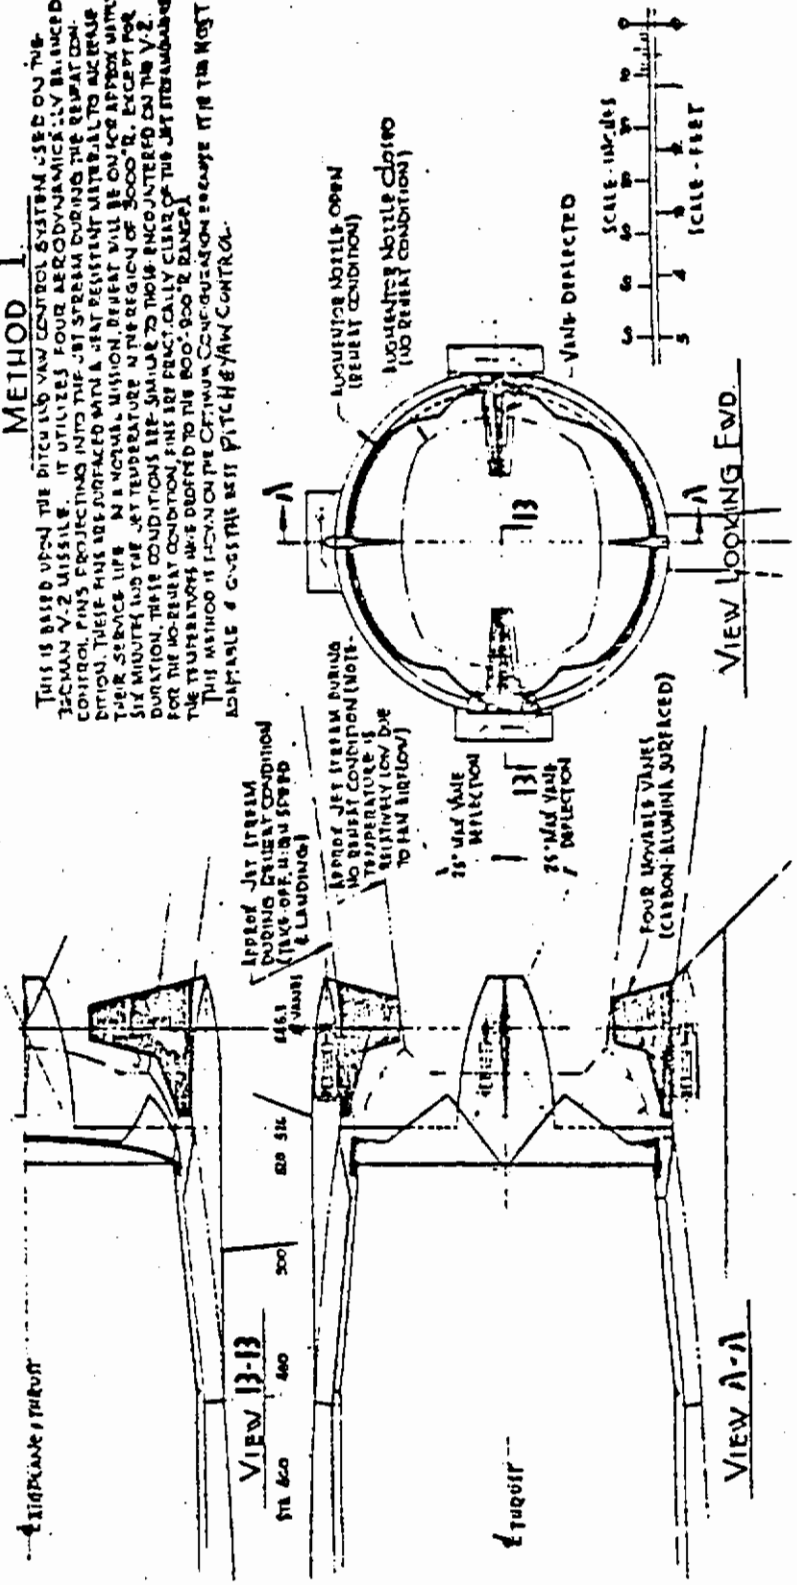 METHOD 1.
THIS IS BASED UPON THE PITCH AND YAW CONTROL SYSTEM USED ON THE
GERMAN V-2 MISSILE. IT UTILIZES FOUR AERODYNAMICALLY BALANCED
CONTROL FINS PROJECTING INTO THE JET STREAM DURING THE REHEAT CON-
DITION. THESE FINS ARE SURFACED WITH A HEAT RESISTENT MATERIAL TO INCREASE
THEIR SERVICE LIFE. IN A NORMAL MISSION, REHEAT WILL BE ON FOR APPROX
SIX MINUTES AND THE JET TEMPERATURE IN THE REGION OF 3000°R. EXCEPT FOR
DURATION, THESE CONDITIONS ARE SIMILAR TO THOSE ENCOUNTERED ON THE V-2.
FOR THE NO-REHEAT CONDITION, FINS ARE PRACTICALLY CLEAR OF THE JET STREAM
THE TEMPERATURES HAVE DROPPED TO THE 800°-900°R RANGE.
THIS METHOD IS SHOWN ON THE OPTIMUM CONFIGURATION BECAUSE IT IS THE MOST
ADAPTABLE & GIVES THE BEST PITCH & YAW CONTROL.
AUGMENTOR NOZZLE OPEN
(REHEAT CONDITION)
AUGMENTOR NOZZLE CLOSED
(NO REHEAT CONDITION)
VANE DEFLECTED
SCALE - INCHES
SCALE - FEET
A
A
B
B
VIEW LOOKING FWD.
APPROX JET STREAM
DURING REHEAT CONDITION
(TAKE-OFF, HIGH SPEED
& LANDING)
APPROX JET STREAM DURING
NO REHEAT CONDITION (NOTE-
TEMPERATURE IS
RELATIVELY LOW DUE
TO FAN AIRFLOW)
25° MAX VANE
DEFLECTION
25° MAX VANE
DEFLECTION
FOUR MOVABLE VANES
(CARBON-ALUMINA SURFACED)
℄ AIRPLANE & THRUST
VIEW B-B
500
VANES
℄ THRUST
VIEW A-A